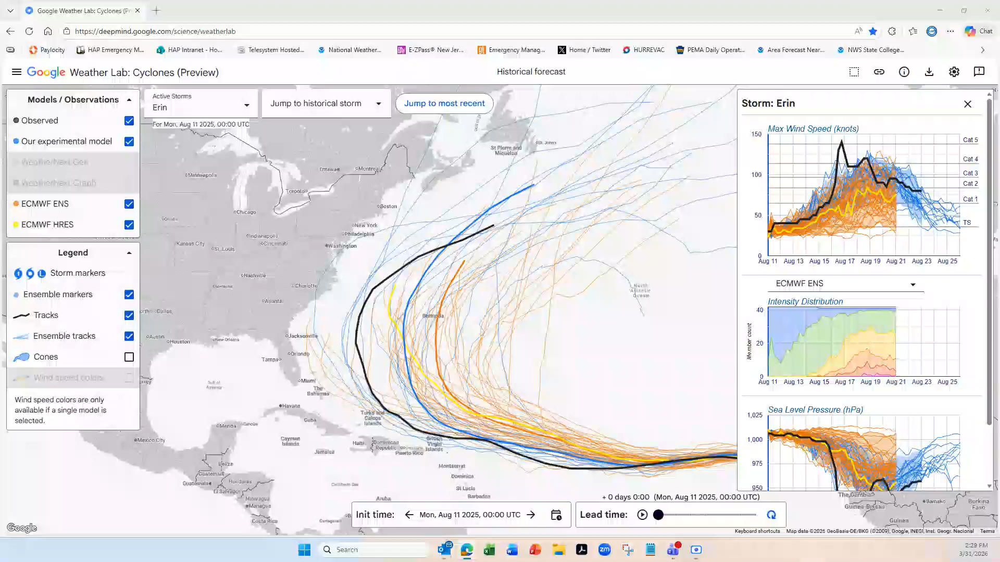 Google Weather Lab: Cyclones (Pr
https://deepmind.google.com/science/weatherlab
Chat
Paylocity
HAP Emergency M...
HAP Intranet - Ho...
Telesystem Hosted...
National Weather...
E-ZPass® New Jer...
Emergency Manag...
Home / Twitter
HURREVAC
PEMA Daily Operat...
Area Forecast Near...
NWS State College...
Google Weather Lab: Cyclones (Preview)
Historical forecast
Models / Observations
Observed
Our experimental model
WeatherNext Gen
WeatherNext Graph
ECMWF ENS
ECMWF HRES
Legend
Storm markers
Ensemble markers
Tracks
Ensemble tracks
Cones
Wind speed colors
Wind speed colors are only
available if a single model is
selected.
Active Storms
Erin
For Mon, Aug 11 2025, 00:00 UTC
Jump to historical storm
Jump to most recent
St. John's
St Pierre and
Miquelon
Ottawa
Montreal
Minneapolis
Toronto
Boston
Chicago
Omaha
New York
Philadelphia
Indianapolis
Cincinnati
Washington
Kansas City
St. Louis
Nashville
Charlotte
Memphis
Atlanta
Dallas
Bermuda
North
Atlantic
Ocean
Jacksonville
Austin
Houston
New Orleans
Orlando
Tampa
Gulf of
America
Miami
The
Bahamas
Havana
Cuba
Turks and
Caicos
Islands
Merida
Cancún
Mexico City
Cayman
Islands
Jamaica
Haiti
Dominican
Republic
Puerto Rico
British
Virgin
Islands
Belize
Guatemala
Guatemala
Honduras
El Salvador
Nicaragua
Managua
Costa Rica
Caribbean Sea
Montserrat
Dominica
St Lucia
Barbados
Aruba
Cartagena
Storm: Erin
Max Wind Speed (knots)
150
100
50
0
Cat 5
Cat 4
Cat 3
Cat 2
Cat 1
TS
Aug 11 Aug 13 Aug 15 Aug 17 Aug 19 Aug 21 Aug 23 Aug 25
ECMWF ENS
Intensity Distribution
Member count
40
20
0
Aug 11 Aug 13 Aug 15 Aug 17 Aug 19 Aug 21 Aug 23 Aug 25
Sea Level Pressure (hPa)
1,025
1,000
975
950
The Gambia
Guinea-Bissau
Guinea
Bamako
Burkina
Faso
+ 0 days 0:00 (Mon, Aug 11 2025, 00:00 UTC)
Init time:
Mon, Aug 11 2025, 00:00 UTC
Lead time:
Google
Keyboard shortcuts
Map data ©2026 GeoBasis-DE/BKG (©2009), Google, INEGI, Inst. Geogr. Nacional
Terms
Search
2:29 PM
3/31/2026